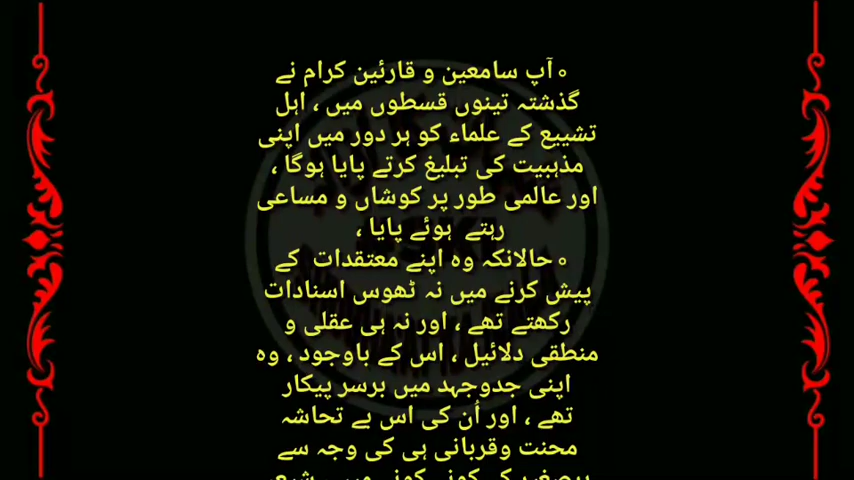 ० آپ سامعین و قارئین کرام نے
گذشتہ تینوں قسطوں میں ، اہل
تشییع کے علماء کو ہر دور میں اپنی
مذہبیت کی تبلیغ کرتے پایا ہوگا ،
اور عالمی طور پر کوشاں و مساعی
رہتے ہوئے پایا ،
० حالانکہ وہ اپنے معتقدات کے
پیش کرنے میں نہ ٹھوس اسنادات
رکھتے تھے ، اور نہ ہی عقلی و
منطقی دلائیل ، اس کے باوجود ، وہ
اپنی جدوجہد میں برسر پیکار
تھے ، اور اُن کی اس بے تحاشہ
محنت وقربانی ہی کی وجہ سے